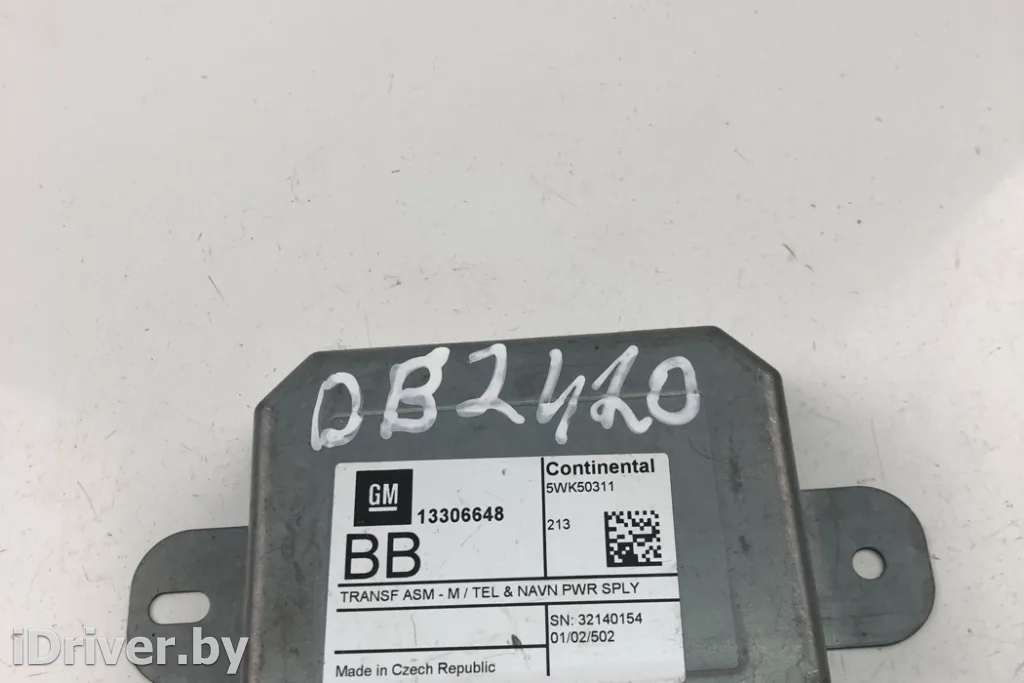 DB2420
GM
13306648
BB
Continental
5WK50311
213
TRANSF ASM - M / TEL & NAVN PWR SPLY
SN: 32140154
01/02/502
Made in Czech Republic
iDriver.by